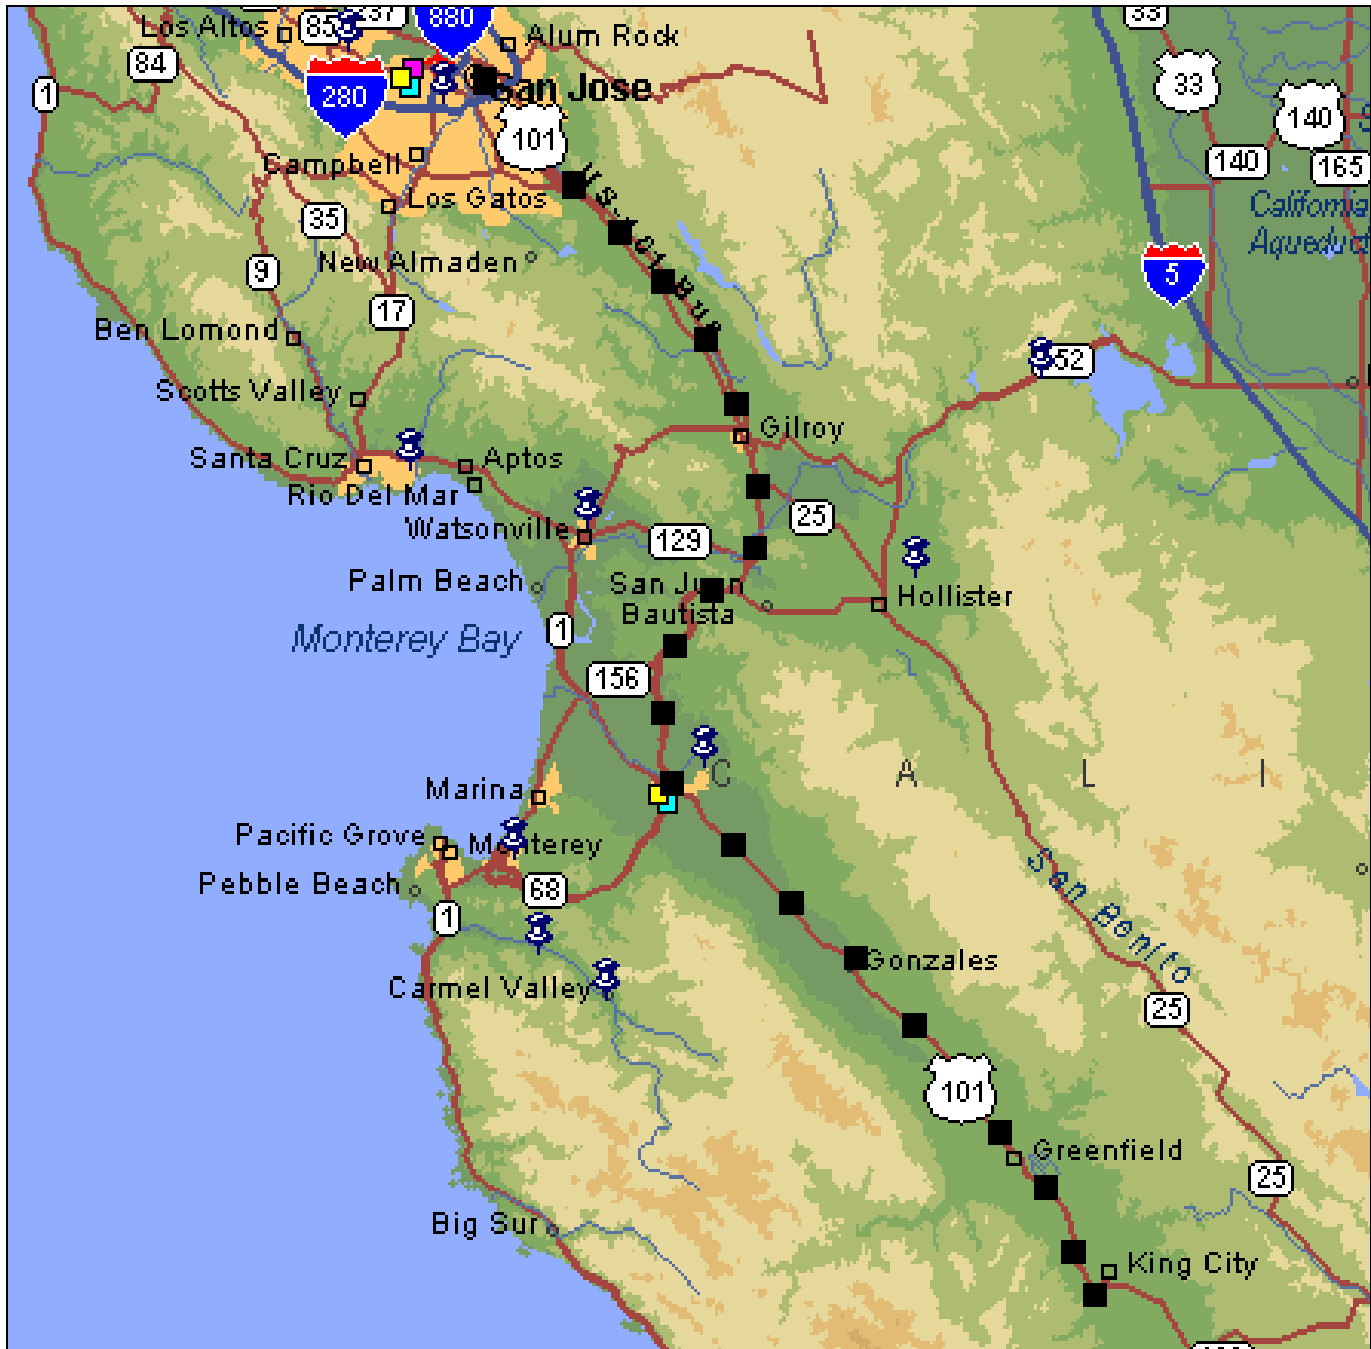 Los Altos
85
237
880
Alum Rock
33
84
1
280
San Jose
101
33
140
140
165
Campbell
Los Gatos
35
California
Aqueduct
New Almaden
9
5
17
Ben Lomond
52
Scotts Valley
Gilroy
Santa Cruz
Aptos
Rio Del Mar
25
Watsonville
129
Palm Beach
San Juan
Bautista
Hollister
Monterey Bay
1
156
C A L I
Marina
Pacific Grove
Monterey
Pebble Beach
68
1
San Benito
Gonzales
Carmel Valley
25
101
Greenfield
25
Big Sur
King City